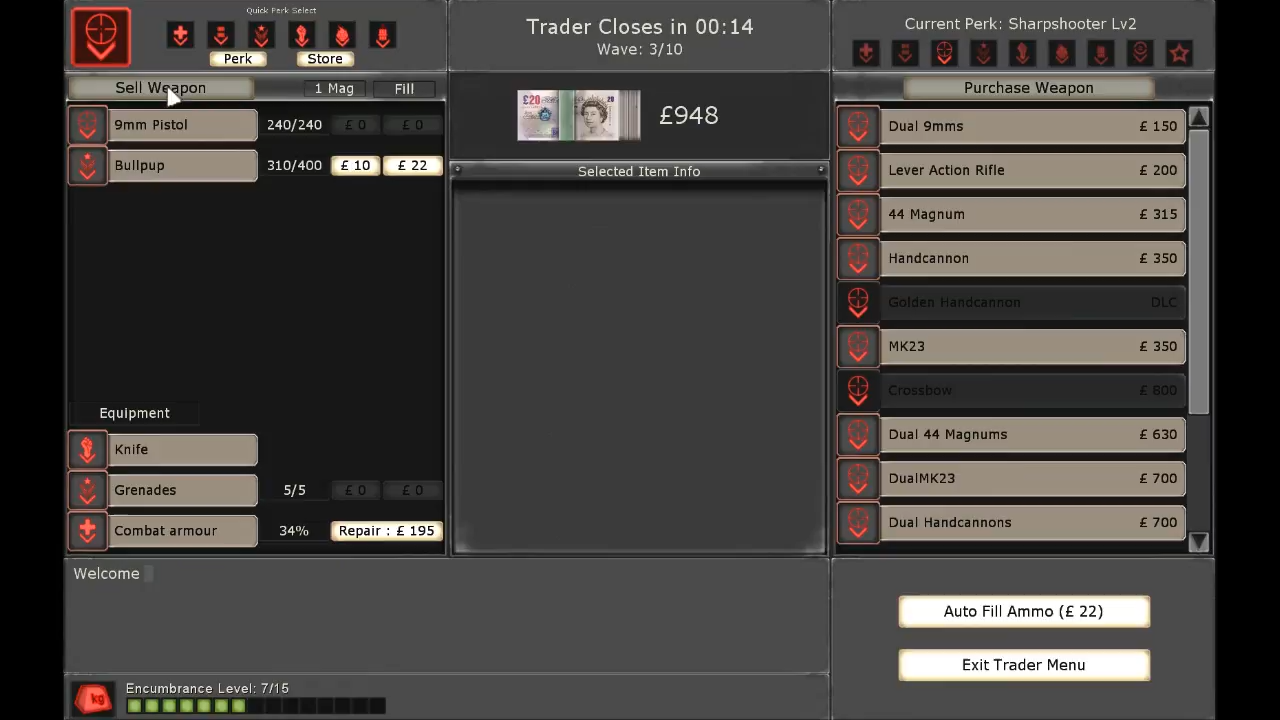 Quick Perk Select
Perk
Store
Trader Closes in 00:14
Wave: 3/10
Current Perk: Sharpshooter Lv2
Sell Weapon
1 Mag
Fill
9mm Pistol 240/240 £ 0 £ 0
Bullpup 310/400 £ 10 £ 22
Equipment
Knife
Grenades 5/5 £ 0 £ 0
Combat armour 34% Repair : £ 195
£20 20
£948
Selected Item Info
Purchase Weapon
Dual 9mms £ 150
Lever Action Rifle £ 200
44 Magnum £ 315
Handcannon £ 350
Golden Handcannon DLC
MK23 £ 350
Crossbow £ 800
Dual 44 Magnums £ 630
DualMK23 £ 700
Dual Handcannons £ 700
Welcome
Auto Fill Ammo (£ 22)
Exit Trader Menu
kg
Encumbrance Level: 7/15